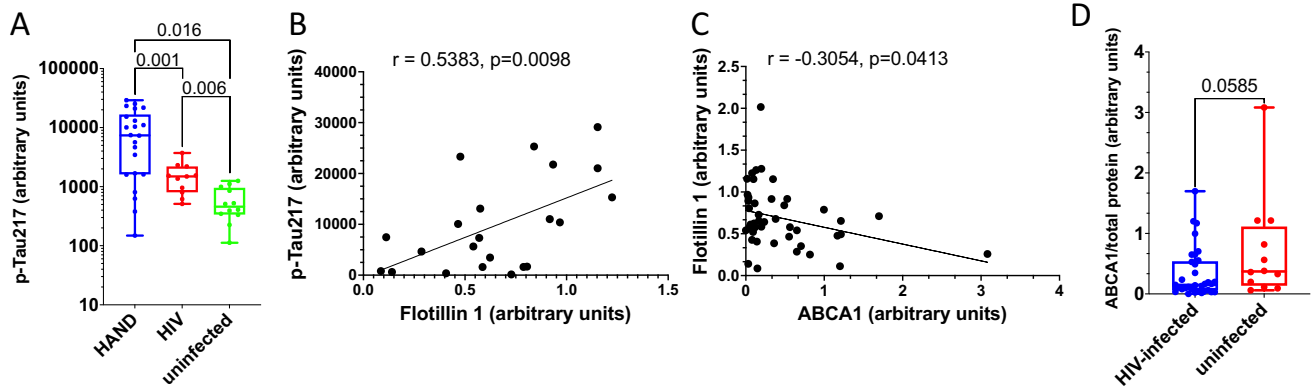 A
0.016
0.001
0.006
p-Tau217 (arbitrary units)
100000
10000
1000
100
10
HAND
HIV
uninfected
B
r = 0.5383, p=0.0098
p-Tau217 (arbitrary units)
40000
30000
20000
10000
0
0.0
0.5
1.0
1.5
Flotillin 1 (arbitrary units)
C
r = -0.3054, p=0.0413
Flotillin 1 (arbitrary units)
2.5
2.0
1.5
1.0
0.5
0.0
0
1
2
3
4
ABCA1 (arbitrary units)
D
0.0585
ABCA1/total protein (arbitrary units)
4
3
2
1
0
HIV-infected
uninfected